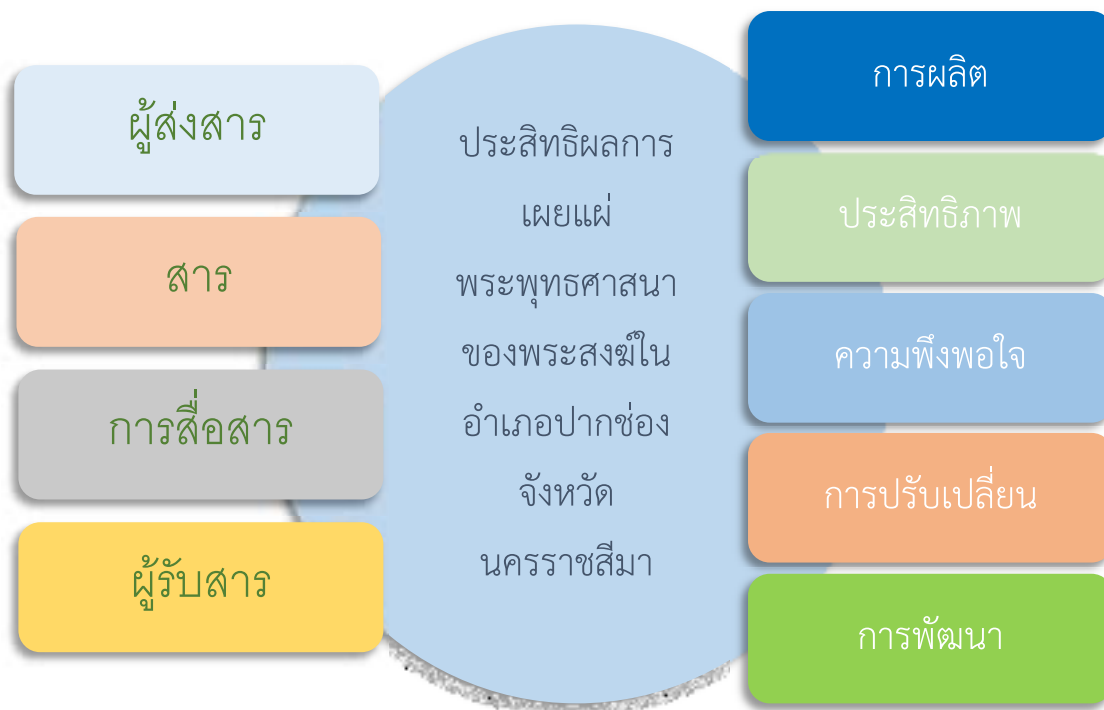 ผู้ส่งสาร
สาร
การสื่อสาร
ผู้รับสาร
ประสิทธิผลการ
เผยแผ่
พระพุทธศาสนา
ของพระสงฆ์ใน
อำเภอปากช่อง
จังหวัด
นครราชสีมา
การผลิต
ประสิทธิภาพ
ความพึงพอใจ
การปรับเปลี่ยน
การพัฒนา